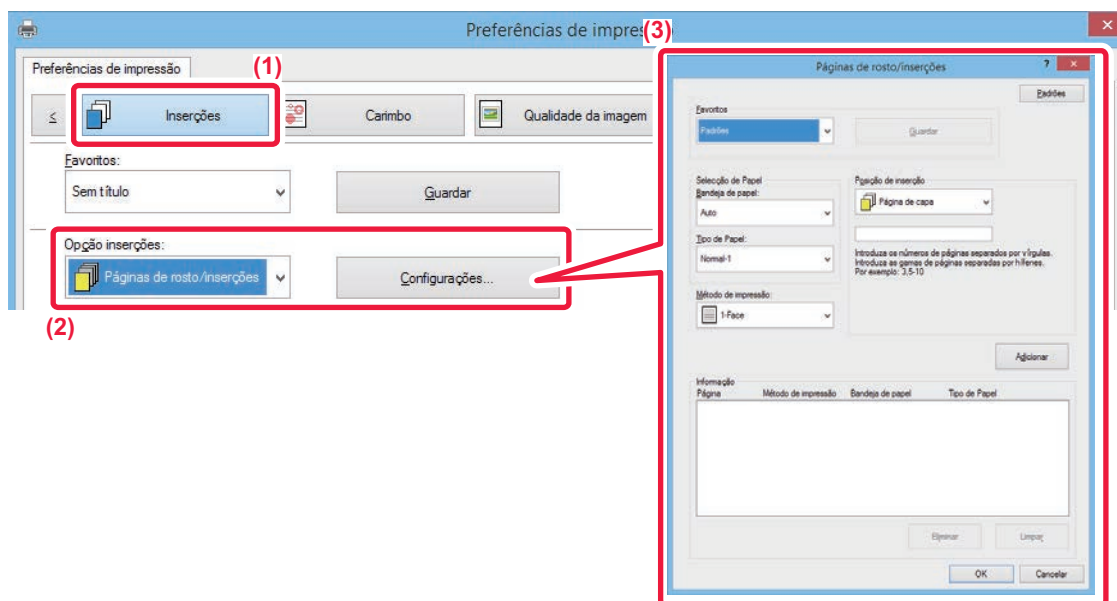 Preferências de impres
(3)
Preferências de impressão
(1)
≤
Inserções
Carimbo
Qualidade da imagem
Favoritos:
Sem título
Guardar
Opção inserções:
Páginas de rosto/inserções
Configurações...
(2)
Páginas de rosto/inserções
?
Padrões
Favoritos
Padrões
Guardar
Selecção de Papel
Bandeja de papel:
Auto
Tipo de Papel:
Normal-1
Método de impressão:
1-Face
Posição de inserção
Página de capa
Introduza os números de páginas separados por vírgulas.
Introduza as gamas de páginas separadas por hífenes.
Por exemplo: 3,5-10
Adicionar
Informação
Página Método de impressão Bandeja de papel Tipo de Papel
Eliminar
Limpar
OK
Cancelar